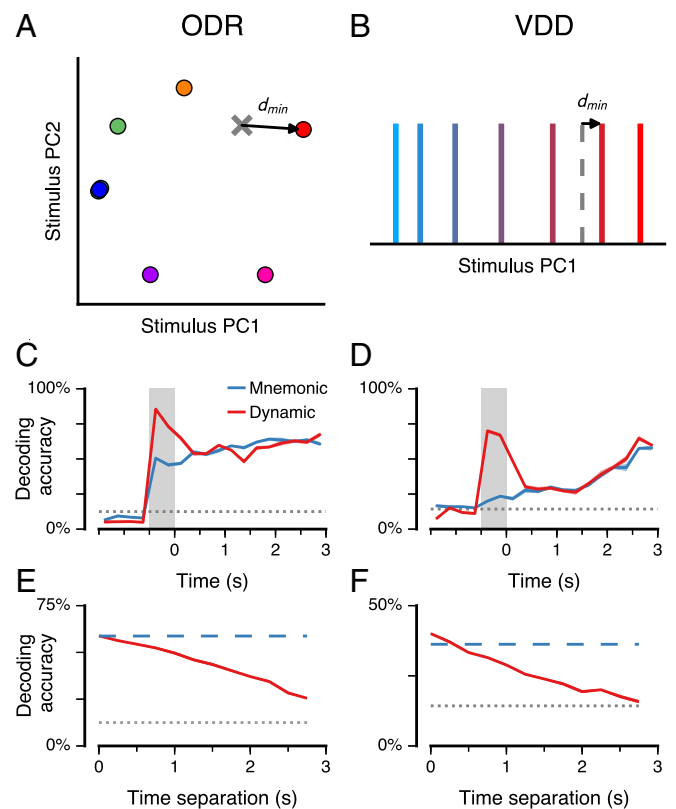 A ODR B VDD
d_min
d_min
Stimulus PC2
Stimulus PC1
Stimulus PC1
C D
100% 100%
Mnemonic
Dynamic
Decoding
accuracy
0% 0%
0 1 2 3 0 1 2 3
Time (s) Time (s)
E F
75% 50%
Decoding
accuracy
0% 0%
0 1 2 3 0 1 2 3
Time separation (s) Time separation (s)